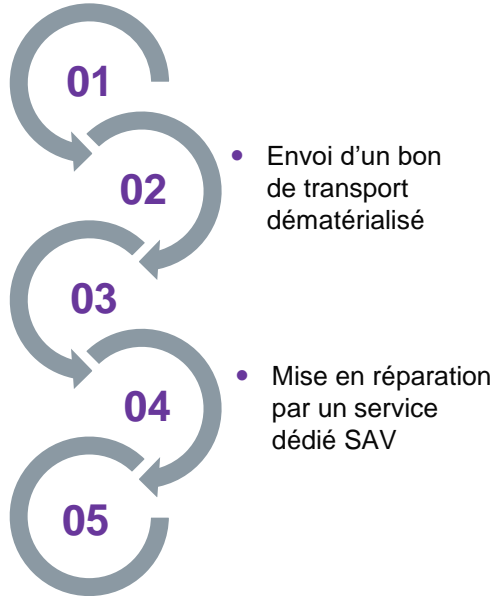 01
02
• Envoi d’un bon
de transport
dématérialisé
03
04
• Mise en réparation
par un service
dédié SAV
05